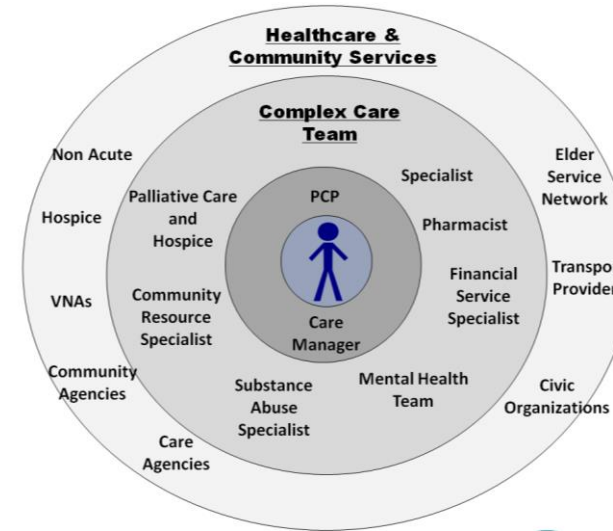 Healthcare &
Community Services
Complex Care
Team
Non Acute
Hospice
VNAs
Community
Agencies
Care
Agencies
Palliative Care
and
Hospice
Community
Resource
Specialist
Substance
Abuse
Specialist
PCP
Care
Manager
Specialist
Pharmacist
Financial
Service
Specialist
Mental Health
Team
Elder
Service
Network
Civic
Organizations